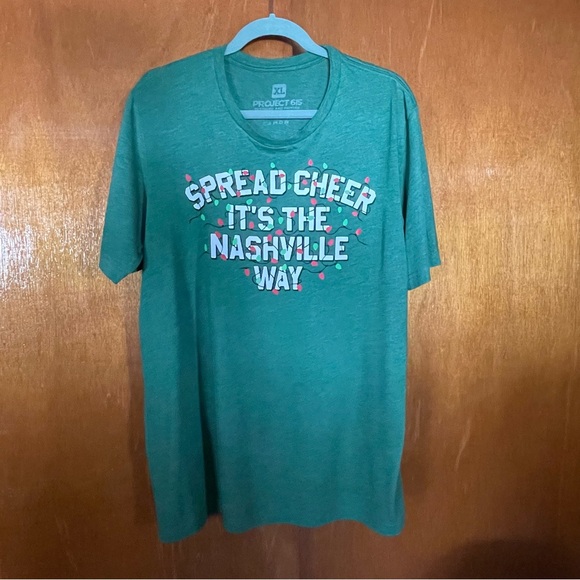 XL
PROJECT 615
SPREAD CHEER
IT'S THE
NASHVILLE
WAY